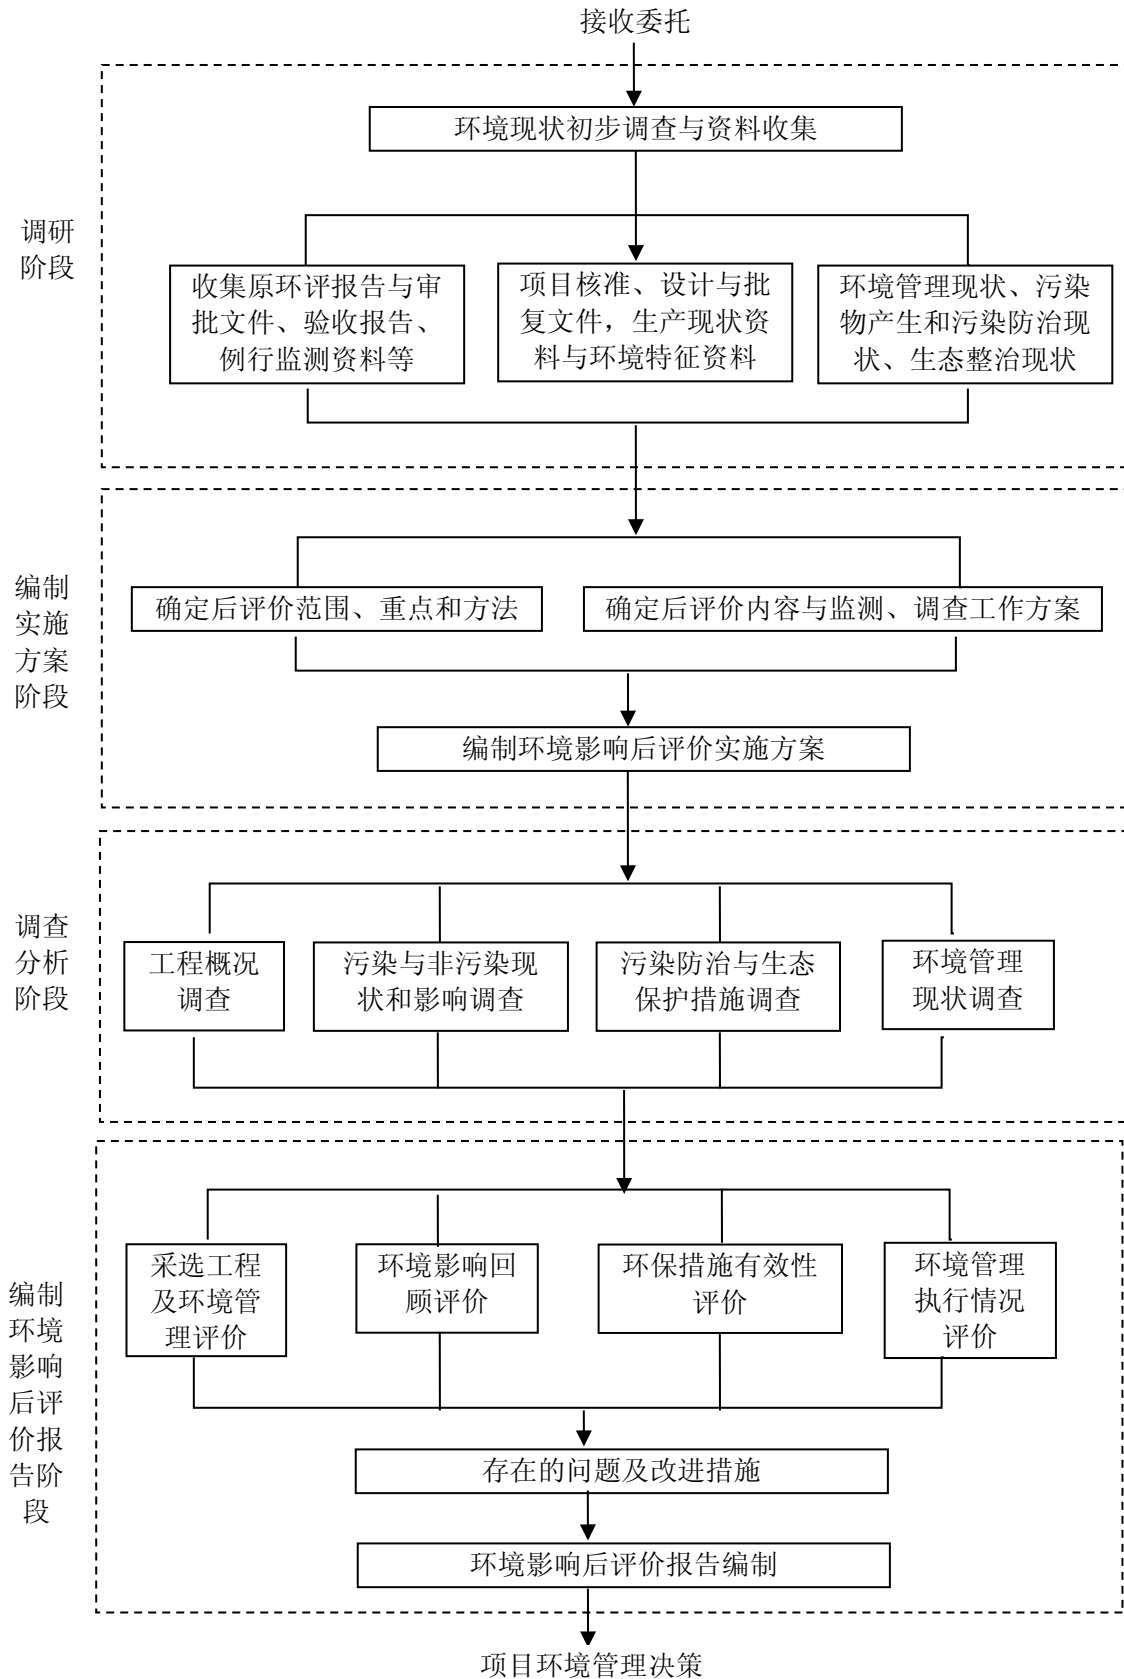 接收委托
环境现状初步调查与资料收集
调研
阶段
收集原环评报告与审
批文件、验收报告、
例行监测资料等
项目核准、设计与批
复文件，生产现状资
料与环境特征资料
环境管理现状、污染
物产生和污染防治现
状、生态整治现状
编制
实施
方案
阶段
确定后评价范围、重点和方法
确定后评价内容与监测、调查工作方案
编制环境影响后评价实施方案
调查
分析
阶段
工程概况
调查
污染与非污染现
状和影响调查
污染防治与生态
保护措施调查
环境管理
现状调查
编制
环境
影响
后评
价报
告阶
段
采选工程
及环境管
理评价
环境影响回
顾评价
环保措施有效性
评价
环境管理
执行情况
评价
存在的问题及改进措施
环境影响后评价报告编制
项目环境管理决策